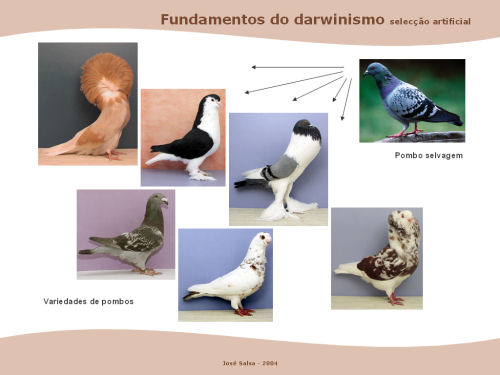 Fundamentos do darwinismo selecção artificial
Pombo selvagem
Variedades de pombos
José Salsa - 2004